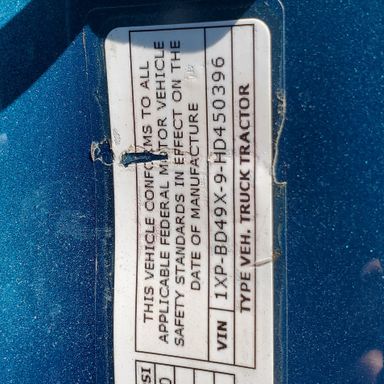 THIS VEHICLE CONFORMS TO ALL
APPLICABLE FEDERAL MOTOR VEHICLE
SAFETY STANDARDS IN EFFECT ON THE
DATE OF MANUFACTURE
VIN 1XP-BD49X-9-HD450396
TYPE VEH. TRUCK TRACTOR